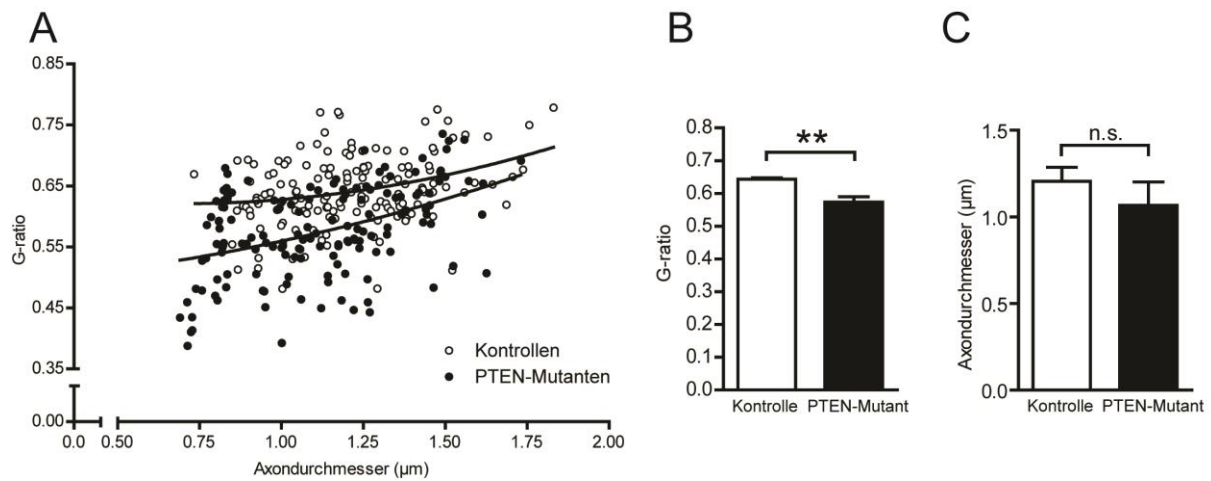 A
0.85
0.75
0.65
0.55
0.45
0.35
0.00
G-ratio
Kontrollen
PTEN-Mutanten
0.0 0.50 0.75 1.00 1.25 1.50 1.75 2.00
Axondurchmesser (µm)
B
**
0.8
0.7
0.6
0.5
0.4
0.3
0.2
0.1
0.0
G-ratio
Kontrolle PTEN-Mutant
C
n.s.
1.5
1.0
0.5
0.0
Axondurchmesser (µm)
Kontrolle PTEN-Mutant